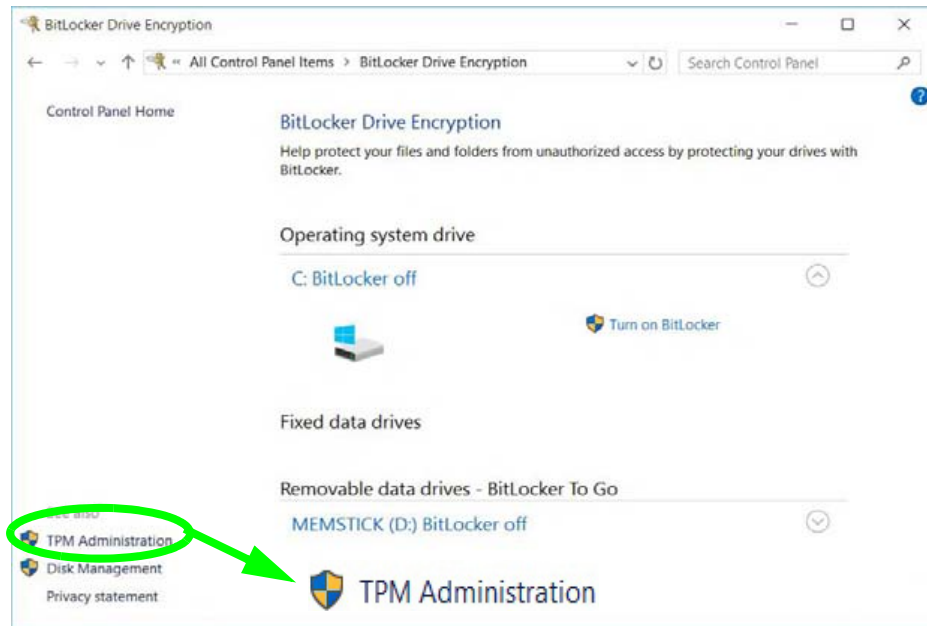 BitLocker Drive Encryption
« All Control Panel Items > BitLocker Drive Encryption
Search Control Panel
Control Panel Home
BitLocker Drive Encryption
Help protect your files and folders from unauthorized access by protecting your drives with
BitLocker.
Operating system drive
C: BitLocker off
Turn on BitLocker
Fixed data drives
Removable data drives - BitLocker To Go
MEMSTICK (D:) BitLocker off
See also
TPM Administration
Disk Management
Privacy statement
TPM Administration